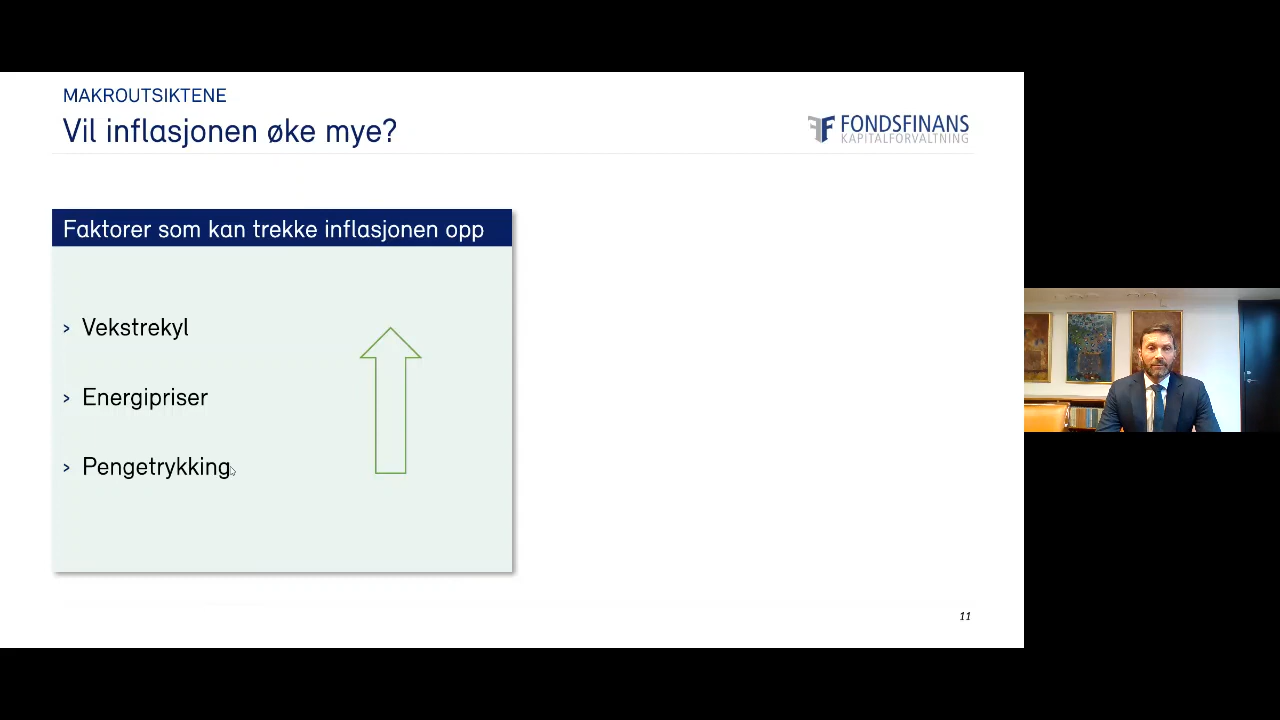 MAKROUTSIKTENE
Vil inflasjonen øke mye?
FONDSFINANS
KAPITALFORVALTNING
Faktorer som kan trekke inflasjonen opp
› Vekstrekyl
› Energipriser
› Pengetrykking
11